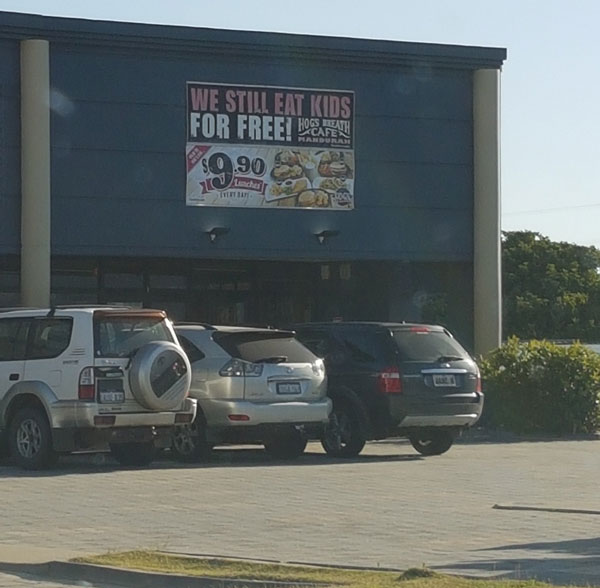 WE STILL EAT KIDS
FOR FREE!
HOG'S BREATH
CAFE
MANDURAH
$9.90
Lunches
EVERY DAY!